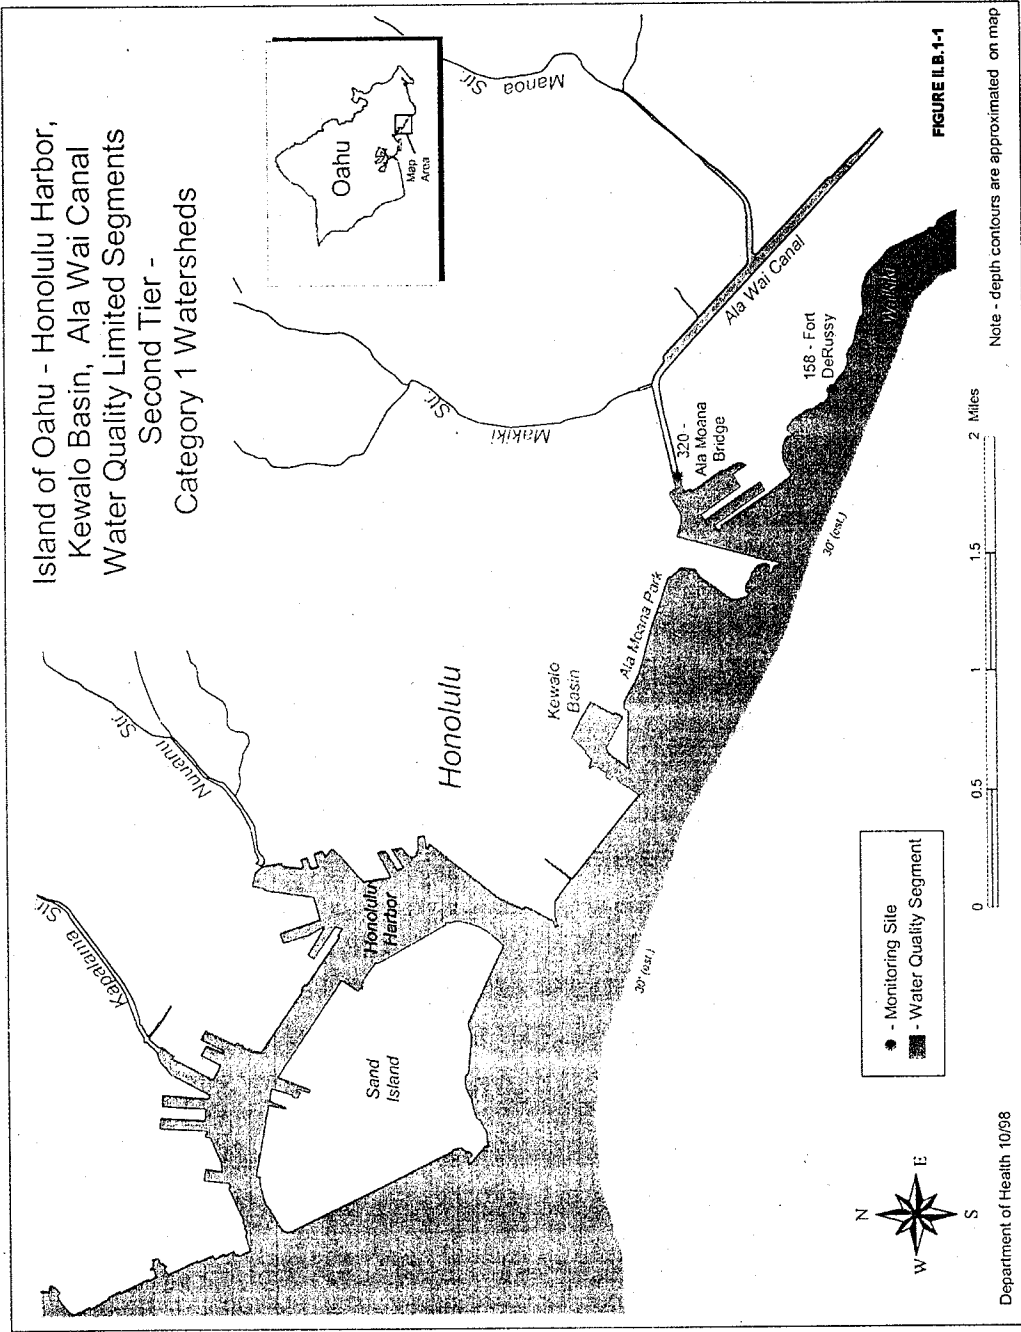 Island of Oahu - Honolulu Harbor,
Kewalo Basin, Ala Wai Canal
Water Quality Limited Segments
Second Tier -
Category 1 Watersheds
Oahu
Map
Area
Kapalama
Str.
Nuuanu
Str.
Makiki
Str.
Manoa
Str.
Honolulu
Harbor
Sand
Island
Honolulu
Kewalo
Basin
Ala Moana Park
320 -
Ala Moana
Bridge
Ala Wai Canal
158 - Fort
DeRussy
Waikiki
30' (est.)
30' (est.)
- Monitoring Site
- Water Quality Segment
0
0.5
1
1.5
2 Miles
N
W
E
S
FIGURE II.B.1-1
Department of Health 10/98
Note - depth contours are approximated on map